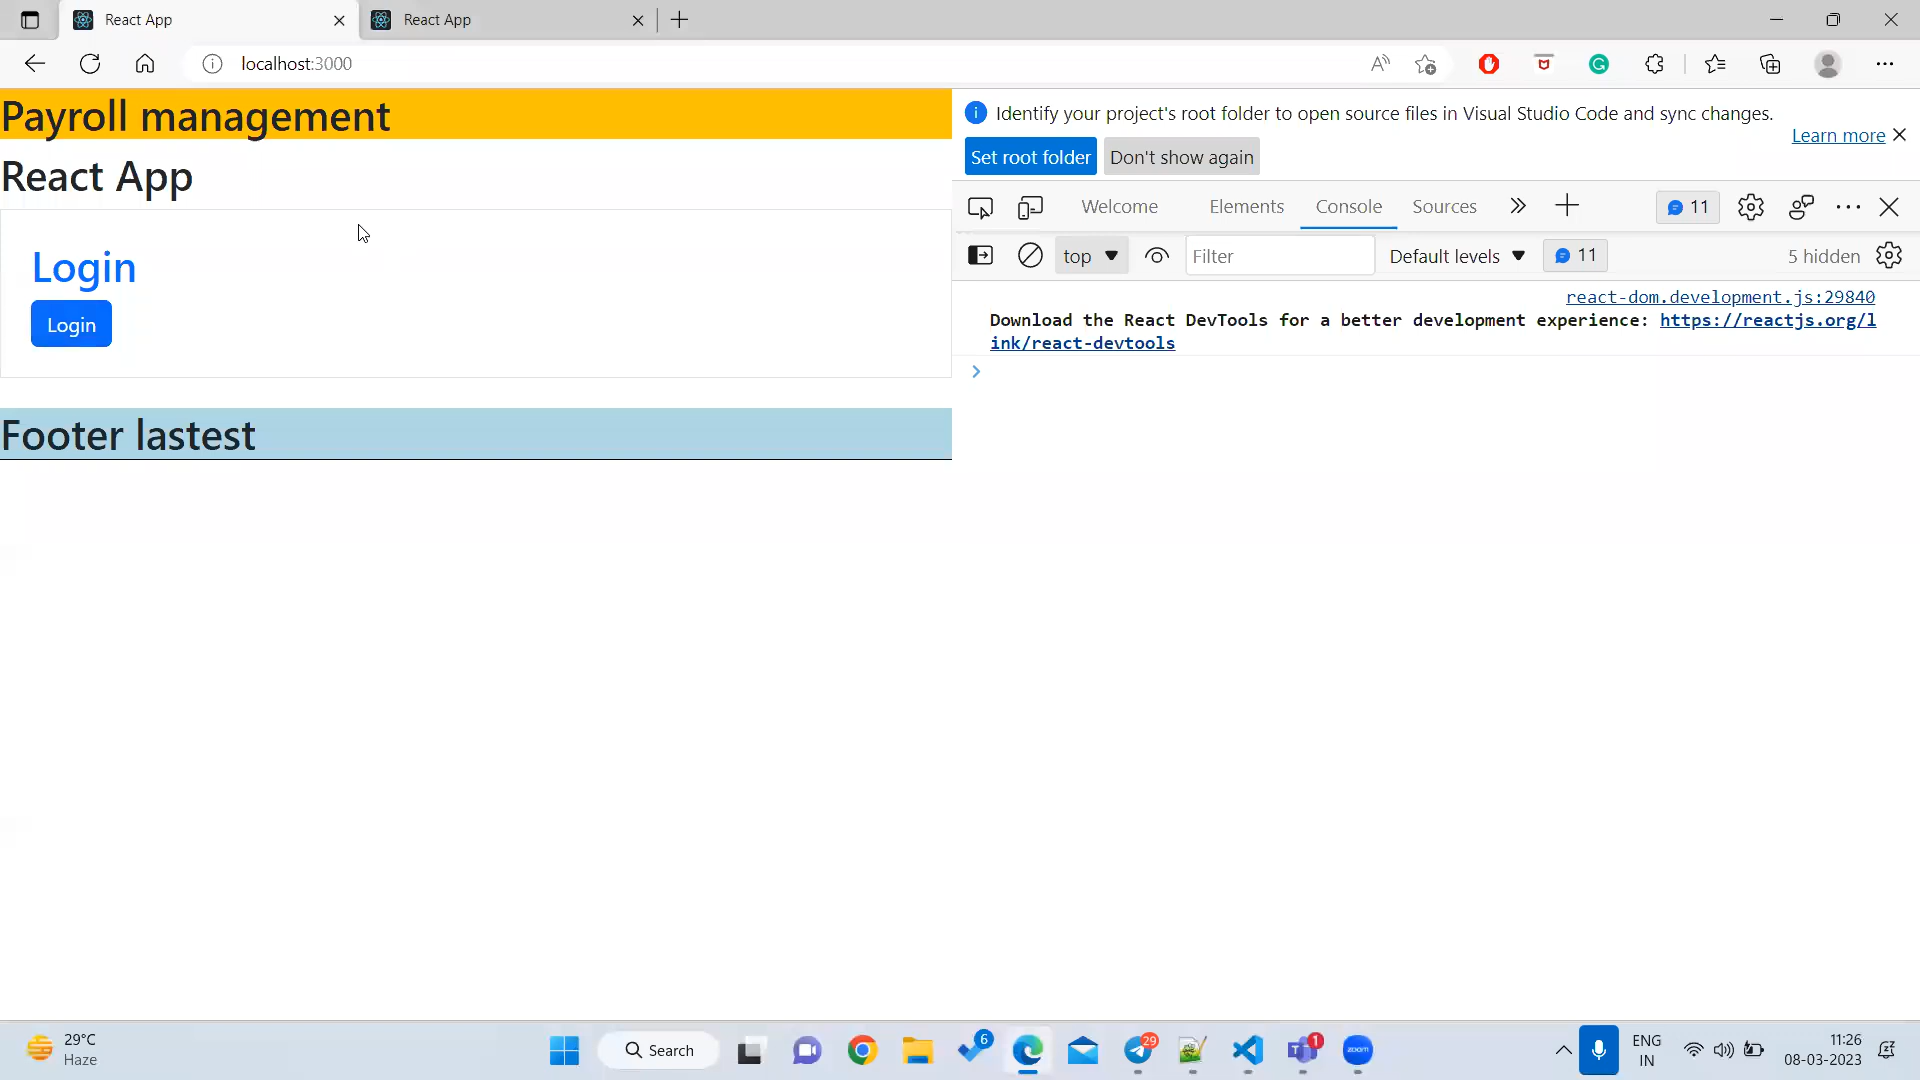 React App
React App
localhost:3000
Payroll management
React App
Login
Login
Footer lastest
Identify your project's root folder to open source files in Visual Studio Code and sync changes.
Learn more
Set root folder
Don't show again
Welcome
Elements
Console
Sources
11
top
Filter
Default levels
11
5 hidden
react-dom.development.js:29840
Download the React DevTools for a better development experience: https://reactjs.org/l
ink/react-devtools
29°C
Haze
Search
6
29
1
zoom
ENG
IN
11:26
08-03-2023